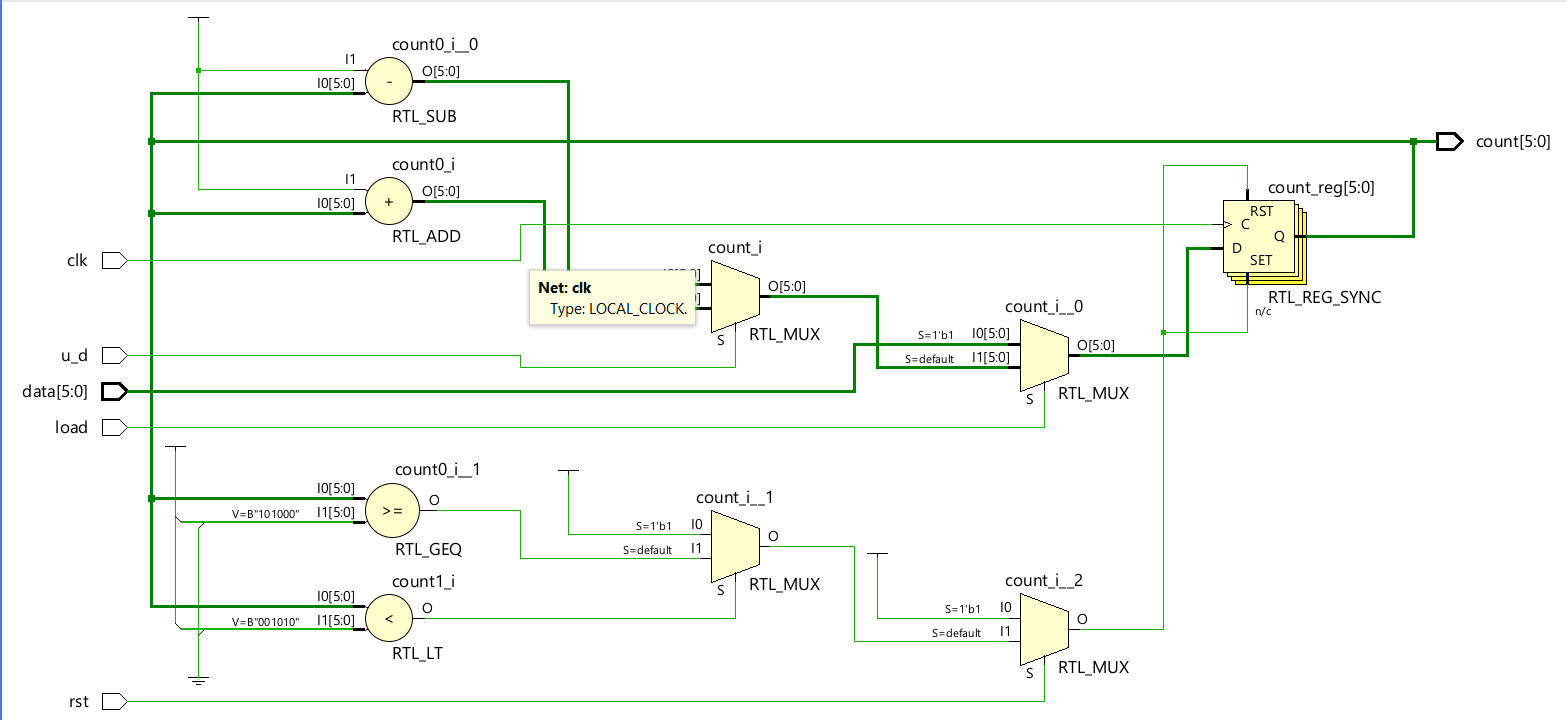 count0_i__0
I1
O[5:0]
I0[5:0]
-
RTL_SUB
count[5:0]
count0_i
I1
O[5:0]
I0[5:0]
+
RTL_ADD
count_reg[5:0]
RST
C
Q
D
SET
RTL_REG_SYNC
n/c
clk
count_i
Net: clk
Type: LOCAL_CLOCK.
O[5:0]
S
RTL_MUX
count_i__0
S=1'b1
I0[5:0]
O[5:0]
S=default
I1[5:0]
S
RTL_MUX
u_d
data[5:0]
load
count0_i__1
I0[5:0]
O
V=B"101000"
I1[5:0]
>=
RTL_GEQ
count_i__1
S=1'b1
I0
O
S=default
I1
S
RTL_MUX
count1_i
I0[5:0]
O
V=B"001010"
I1[5:0]
<
RTL_LT
count_i__2
S=1'b1
I0
O
S=default
I1
S
RTL_MUX
rst